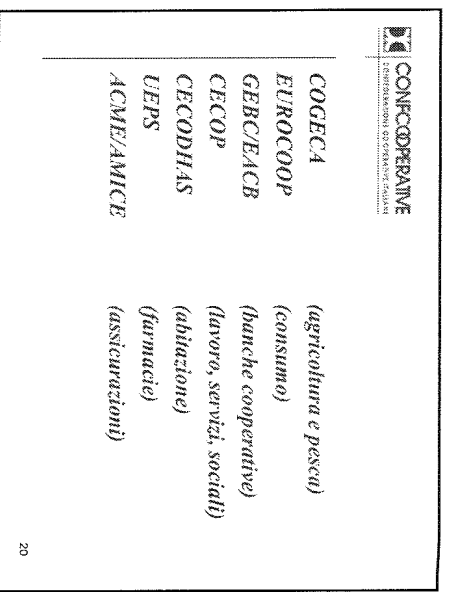 CONFCOOPERATIVE
CONFEDERAZIONE COOPERATIVE ITALIANE
COGECA (agricoltura e pesca)
EUROCOOP (consumo)
GEBC/EACB (banche cooperative)
CECOP (lavoro, servizi, sociali)
CECODHAS (abitazione)
UEPS (farmacie)
ACME/AMICE (assicurazioni)
20